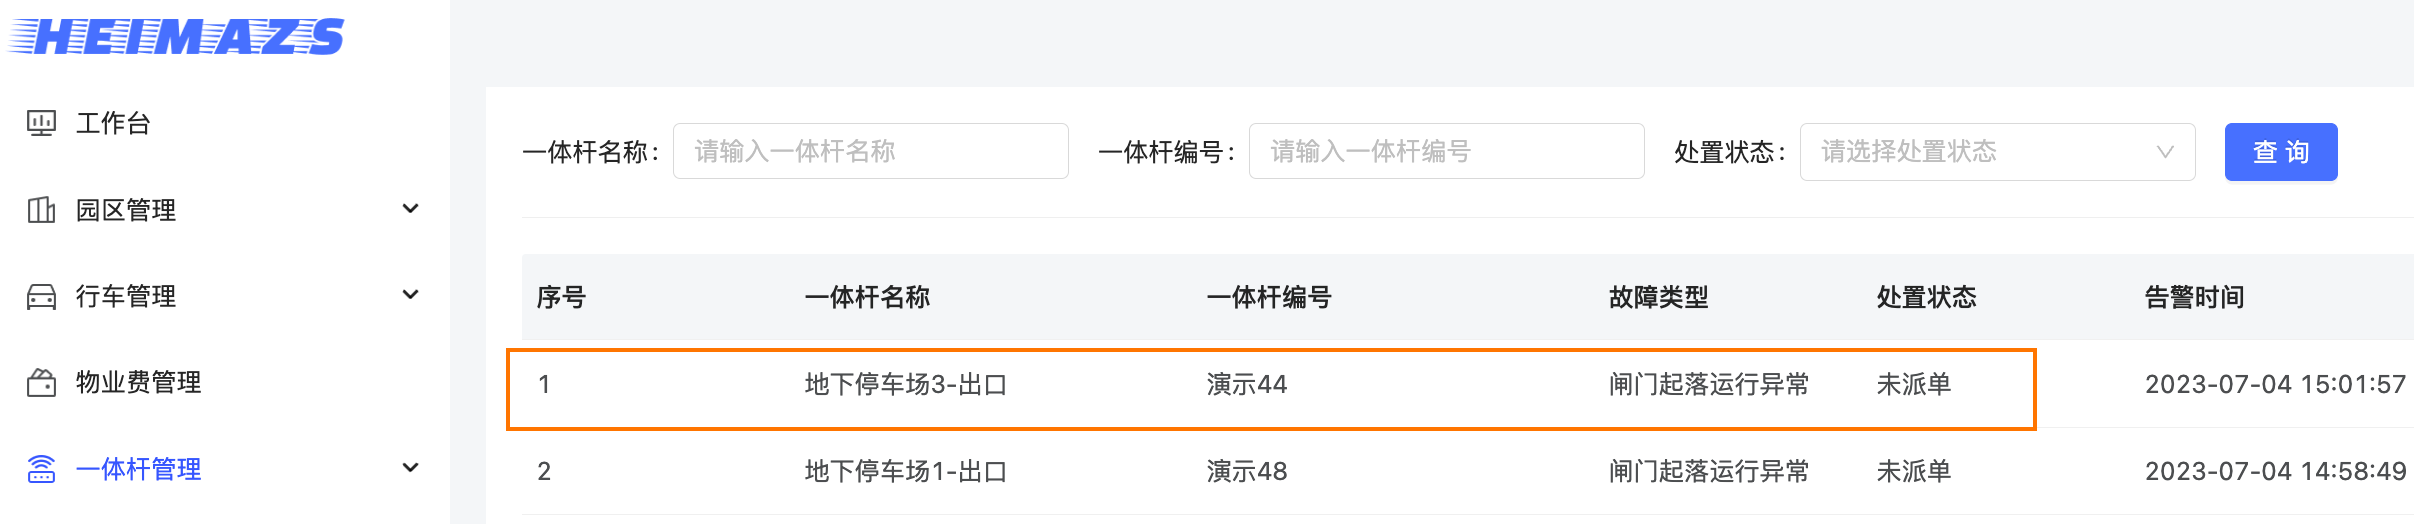 HEIMAZS
工作台
园区管理
行车管理
物业费管理
一体杆管理
一体杆名称: 请输入一体杆名称 一体杆编号: 请输入一体杆编号 处置状态: 请选择处置状态 查 询
序号 一体杆名称 一体杆编号 故障类型 处置状态 告警时间
1 地下停车场3-出口 演示44 闸门起落运行异常 未派单 2023-07-04 15:01:57
2 地下停车场1-出口 演示48 闸门起落运行异常 未派单 2023-07-04 14:58:49